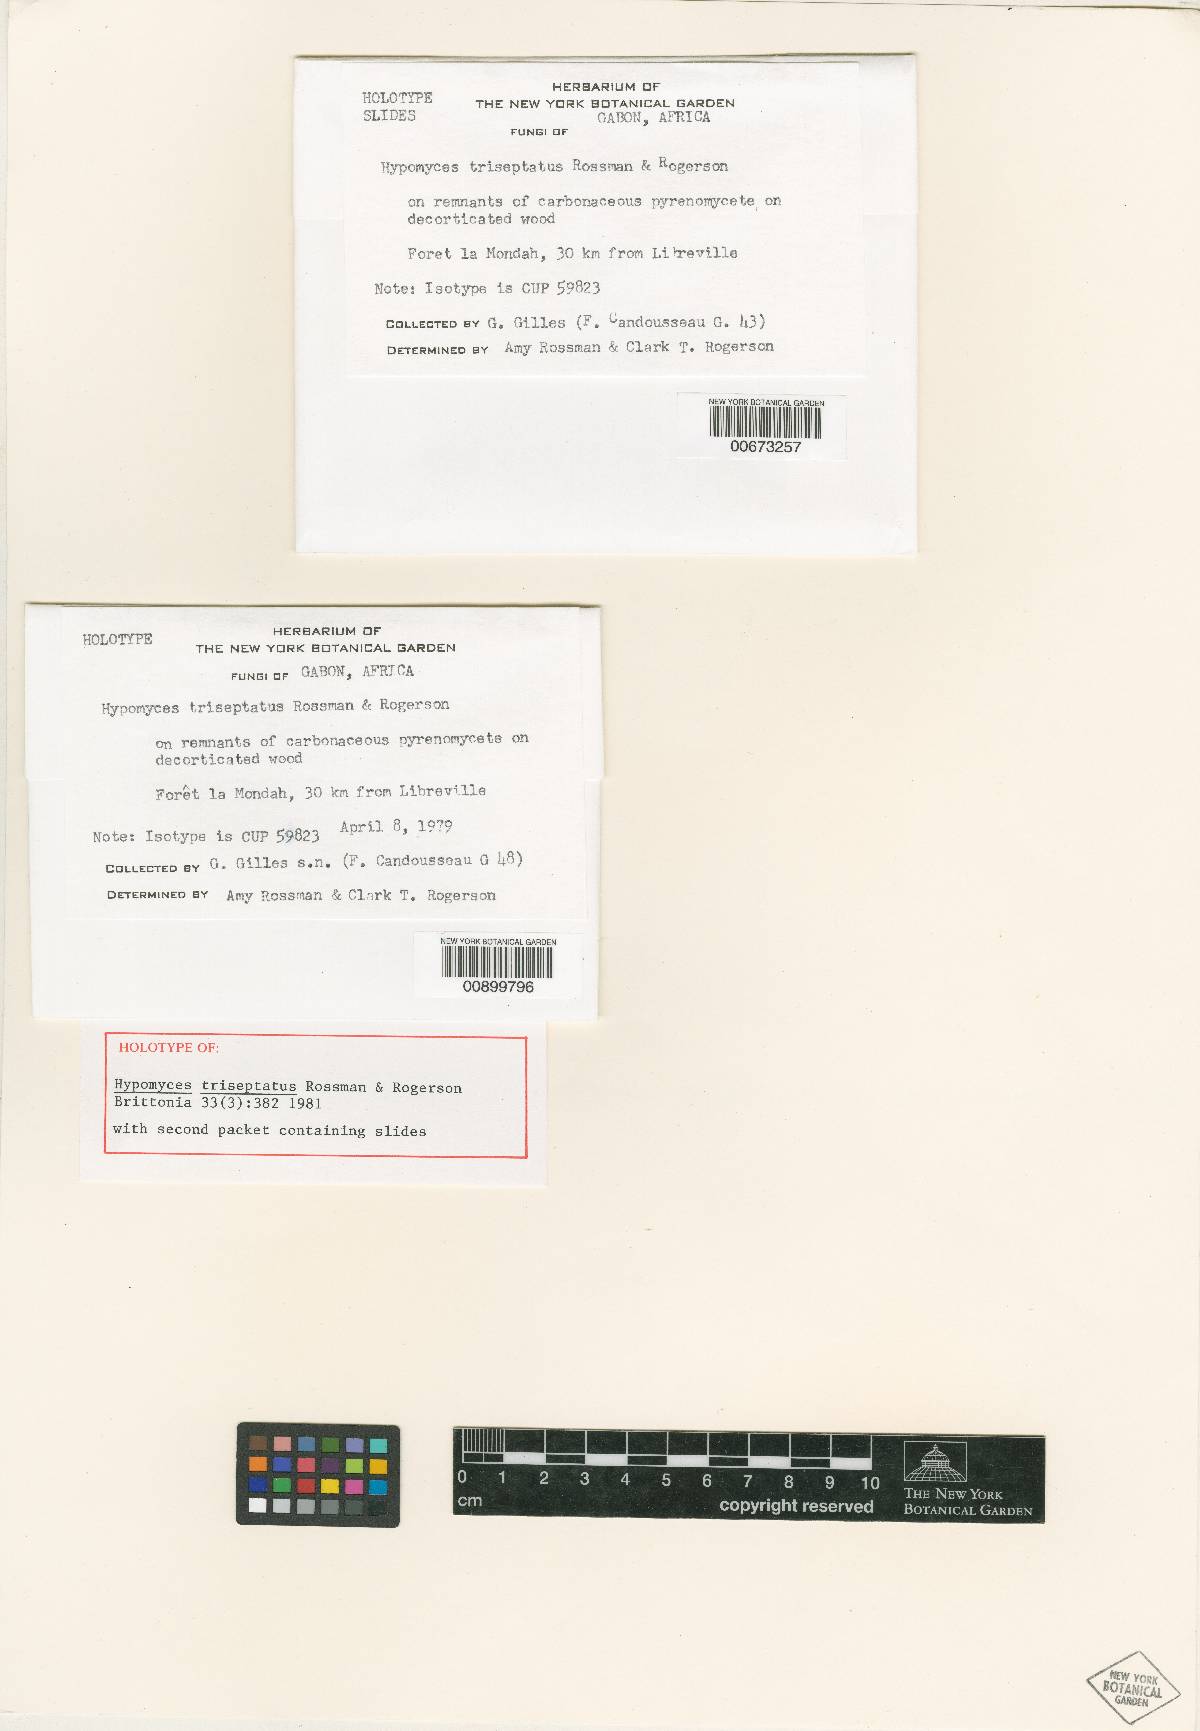 HOLOTYPE
SLIDES
HERBARIUM OF
THE NEW YORK BOTANICAL GARDEN
GABON, AFRICA
FUNGI OF
Hypomyces triseptatus Rossman & Rogerson
on remnants of carbonaceous pyrenomycete, on
decorticated wood
Foret la Mondah, 30 km from Libreville
Note: Isotype is CUP 59823
COLLECTED BY G. Gilles (F. Candousseau G. 43)
DETERMINED BY Amy Rossman & Clark T. Rogerson
NEW YORK BOTANICAL GARDEN
00673257
HOLOTYPE
HERBARIUM OF
THE NEW YORK BOTANICAL GARDEN
FUNGI OF GABON, AFRICA
Hypomyces triseptatus Rossman & Rogerson
on remnants of carbonaceous pyrenomycete on
decorticated wood
Forêt la Mondah, 30 km from Libreville
Note: Isotype is CUP 59823 April 8, 1979
COLLECTED BY G. Gilles s.n. (F. Candousseau G 48)
DETERMINED BY Amy Rossman & Clark T. Rogerson
NEW YORK BOTANICAL GARDEN
00899796
HOLOTYPE OF:
Hypomyces triseptatus Rossman & Rogerson
Brittonia 33(3):382 1981
with second packet containing slides
0 1 2 3 4 5 6 7 8 9 10
cm
copyright reserved
THE NEW YORK
BOTANICAL GARDEN
NEW YORK
BOTANICAL
GARDEN